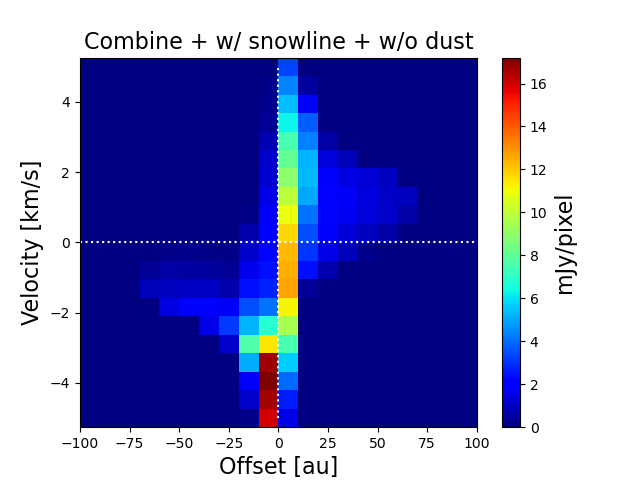 Combine + w/ snowline + w/o dust
Velocity [km/s]
4
2
0
−2
−4
−100 −75 −50 −25 0 25 50 75 100
Offset [au]
16
14
12
10
8
6
4
2
0
mJy/pixel